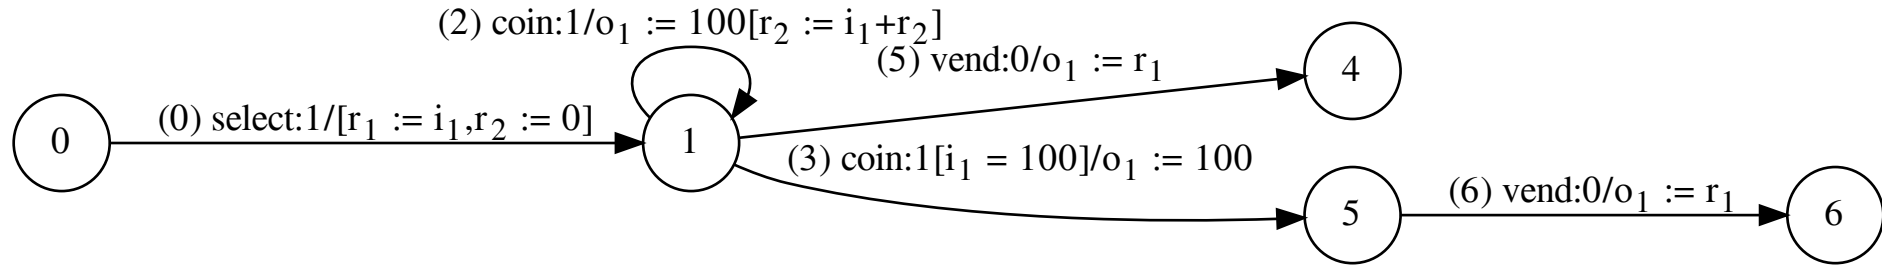 (2) coin:1/o₁ := 100[r₂ := i₁+r₂]
(5) vend:0/o₁ := r₁
4
0
(0) select:1/[r₁ := i₁,r₂ := 0]
1
(3) coin:1[i₁ = 100]/o₁ := 100
5
(6) vend:0/o₁ := r₁
6